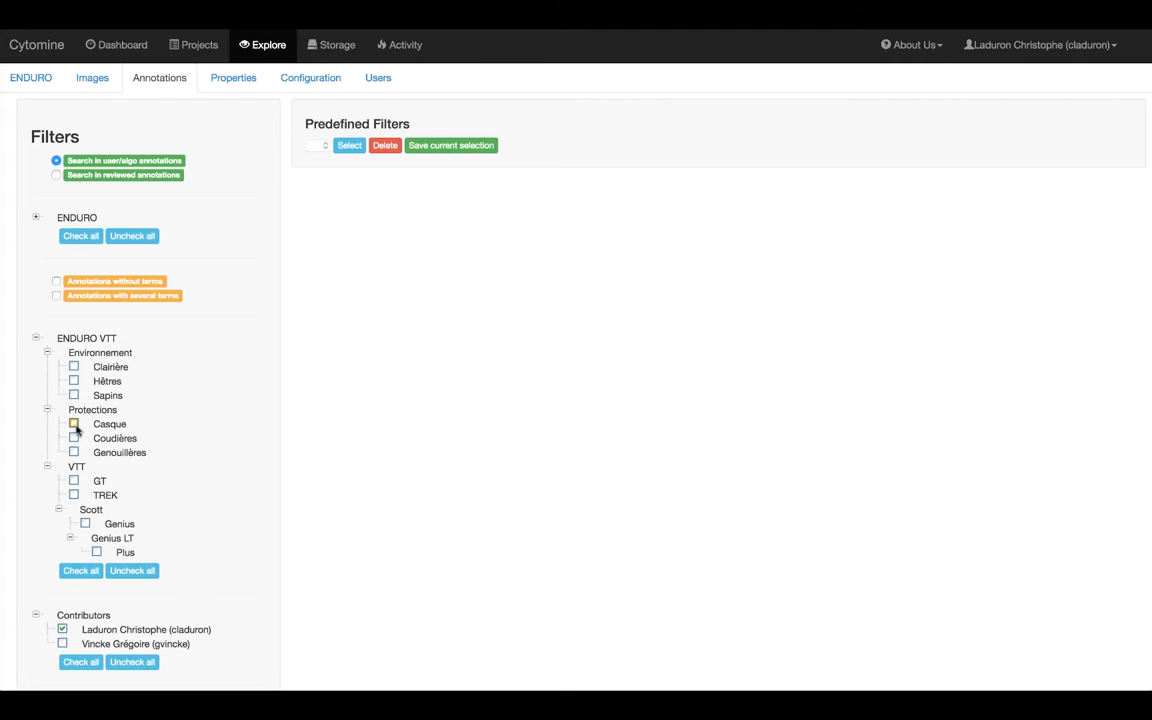 Cytomine Dashboard Projects Explore Storage Activity About Us Laduron Christophe (claduron)
ENDURO Images Annotations Properties Configuration Users
Filters
Search in user/algo annotations
Search in reviewed annotations
ENDURO
Check all Uncheck all
Annotations without terms
Annotations with several terms
ENDURO VTT
Environnement
Clairière
Hêtres
Sapins
Protections
Casque
Coudières
Genouillères
VTT
GT
TREK
Scott
Genius
Genius LT
Plus
Check all Uncheck all
Contributors
Laduron Christophe (claduron)
Vincke Grégoire (gvincke)
Check all Uncheck all
Predefined Filters
Select Delete Save current selection